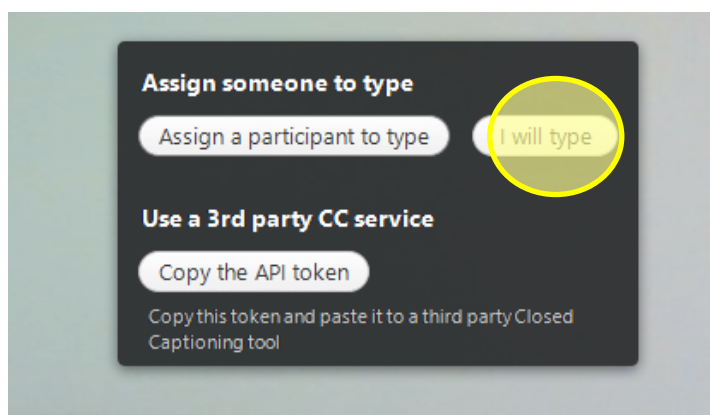 Assign someone to type
Assign a participant to type I will type
Use a 3rd party CC service
Copy the API token
Copy this token and paste it to a third party Closed
Captioning tool